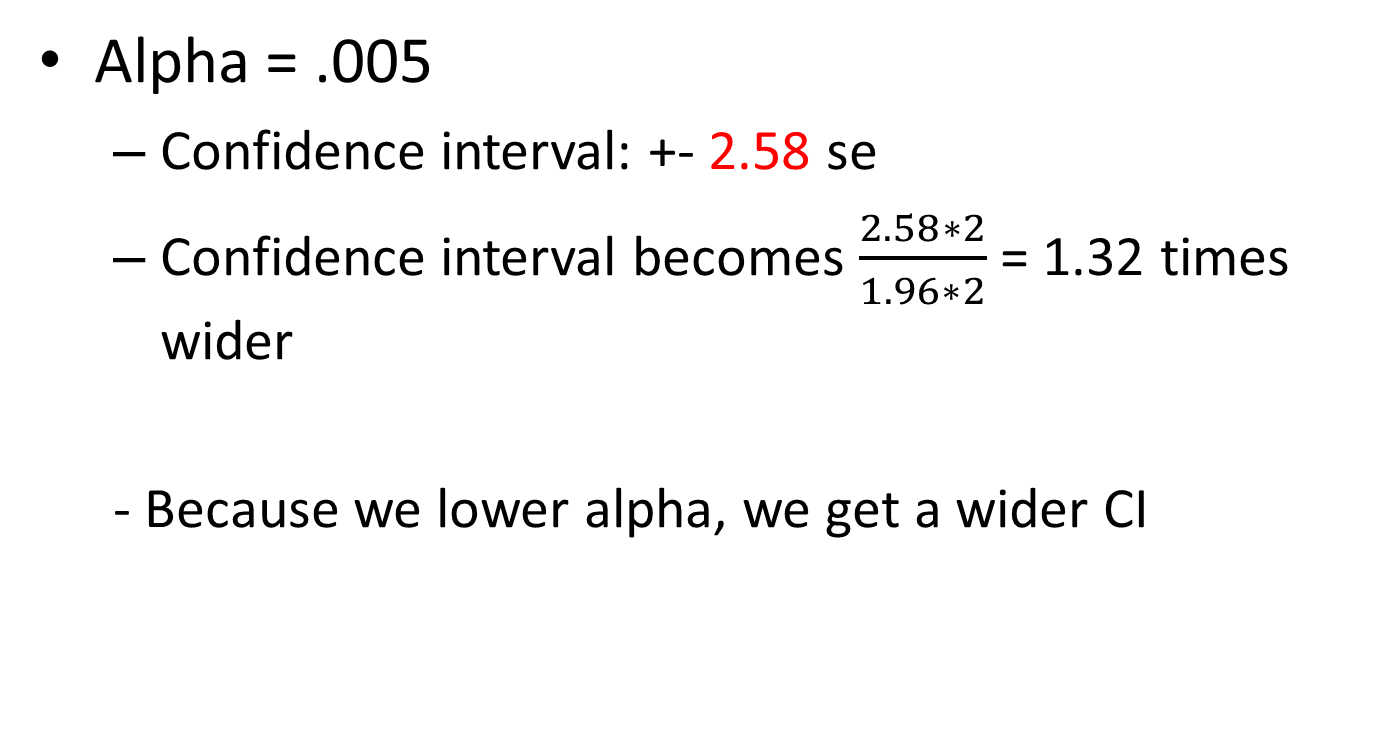 • Alpha = .005
– Confidence interval: +- 2.58 se
– Confidence interval becomes 2.58∗2/1.96∗2 = 1.32 times
wider
- Because we lower alpha, we get a wider CI